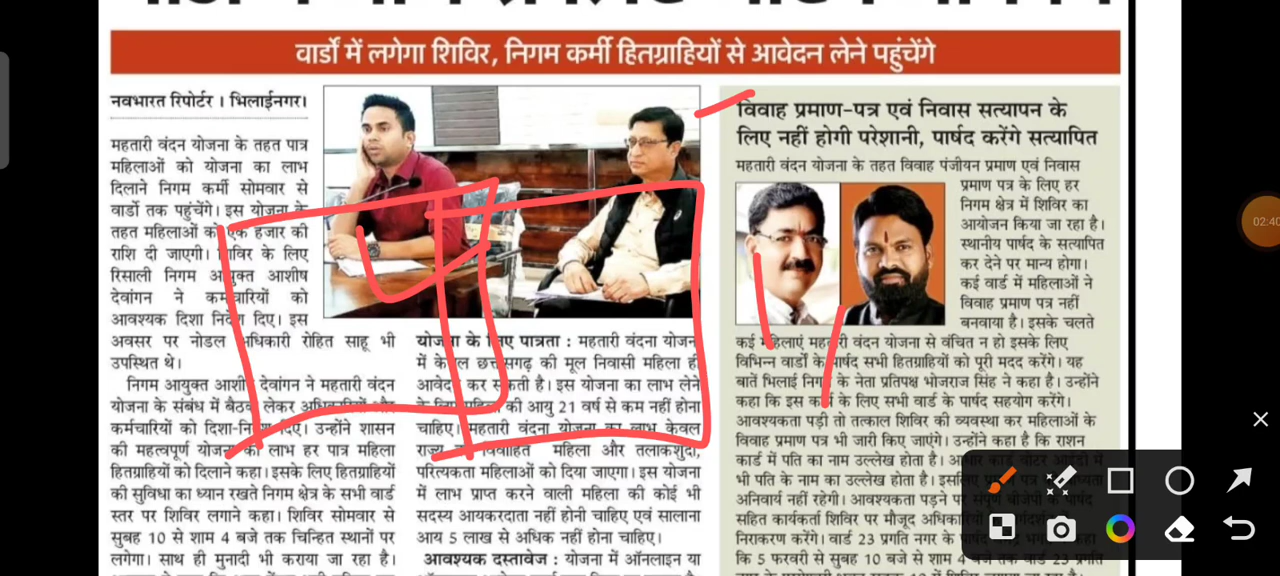 वार्डों में लगेगा शिविर, निगम कर्मी हितग्राहियों से आवेदन लेने पहुंचेंगे
नवभारत रिपोर्टर । भिलाईनगर।
महतारी वंदन योजना के तहत पात्र
महिलाओं को योजना का लाभ
दिलाने निगम कर्मी सोमवार से
वार्डो तक पहुंचेंगे। इस योजना के
तहत महिलाओं को एक हजार की
राशि दी जाएगी। शिविर के लिए
रिसाली निगम आयुक्त आशीष
देवांगन ने कर्मचारियों को
आवश्यक दिशा निर्देश दिए। इस
अवसर पर नोडल अधिकारी रोहित साहू भी
उपस्थित थे।
निगम आयुक्त आशीष देवांगन ने महतारी वंदन
योजना के संबंध में बैठक लेकर अधिकारियों और
कर्मचारियों को दिशा-निर्देश दिए। उन्होंने शासन
की महत्वपूर्ण योजना का लाभ हर पात्र महिला
हितग्राहियों को दिलाने कहा। इसके लिए हितग्राहियों
की सुविधा का ध्यान रखते निगम क्षेत्र के सभी वार्ड
स्तर पर शिविर लगाने कहा। शिविर सोमवार से
सुबह 10 से शाम 4 बजे तक चिन्हित स्थानों पर
लगेगा। साथ ही मुनादी भी कराया जा रहा है।
योजना के लिए पात्रता : महतारी वंदना योजना
में केवल छत्तीसगढ़ की मूल निवासी महिला ही
आवेदन कर सकती है। इस योजना का लाभ लेने
के लिए महिला की आयु 21 वर्ष से कम नहीं होना
चाहिए। महतारी वंदना योजना का लाभ केवल
राज्य की विवाहित महिला और तलाकशुदा,
परित्यकता महिलाओं को दिया जाएगा। इस योजना
में लाभ प्राप्त करने वाली महिला की कोई भी
सदस्य आयकरदाता नहीं होनी चाहिए एवं सालाना
आय 5 लाख से अधिक नहीं होना चाहिए।
आवश्यक दस्तावेज : योजना में ऑनलाइन या
विवाह प्रमाण-पत्र एवं निवास सत्यापन के
लिए नहीं होगी परेशानी, पार्षद करेंगे सत्यापित
महतारी वंदन योजना के तहत विवाह पंजीयन प्रमाण एवं निवास
प्रमाण पत्र के लिए हर
निगम क्षेत्र में शिविर का
आयोजन किया जा रहा है।
स्थानीय पार्षद के सत्यापित
कर देने पर मान्य होगा।
कई वार्ड में महिलाओं ने
विवाह प्रमाण पत्र नहीं
बनवाया है। इसके चलते
कई महिलाएं महतारी वंदना योजना से वंचित न हो इसके लिए
विभिन्न वार्डों के पार्षद सभी हितग्राहियों को पूरी मदद करेंगे। यह
बातें भिलाई निगम के नेता प्रतिपक्ष भोजराज सिंह ने कहा है। उन्होंने
कहा कि इस कार्य के लिए सभी वार्ड के पार्षद सहयोग करेंगे।
आवश्यकता पड़ी तो तत्काल शिविर की व्यवस्था कर महिलाओं के
विवाह प्रमाण पत्र भी जारी किए जाएंगे। उन्होंने कहा है कि राशन
कार्ड में पति का नाम उल्लेख होता है। आधार कार्ड वोटर आईडी में
भी पति के नाम का उल्लेख होता है। इसलिए
अनिवार्य नहीं रहेगी। आवश्यकता पड़ने पर
सहित कार्यकर्ता शिविर पर मौजूद
निराकरण करेंगे। वार्ड 23 प्रगति नगर के
कि 5 फरवरी से सुबह 10 बजे से शाम 4 बजे तक वार्ड 23 प्रगति
02:40